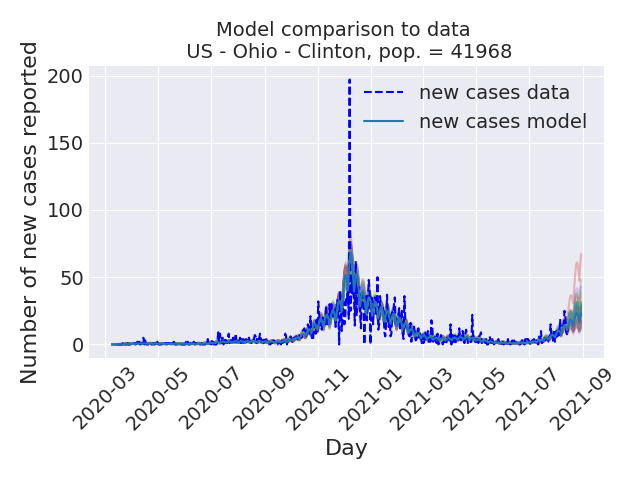 Model comparison to data
US - Ohio - Clinton, pop. = 41968
Number of new cases reported
200
150
100
50
0
new cases data
new cases model
2020-03
2020-05
2020-07
2020-09
2020-11
2021-01
2021-03
2021-05
2021-07
2021-09
Day